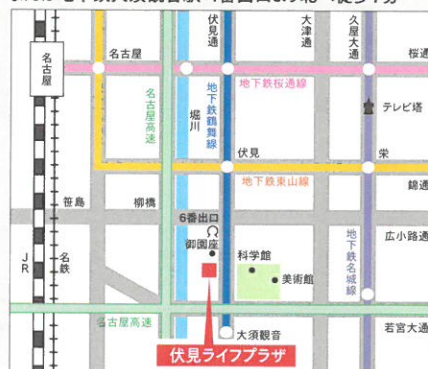 伏見通
大津通
久屋大通
名古屋
桜通
名古屋
地下鉄桜通線
名古屋高速
地下鉄鶴舞線
堀川
テレビ塔
伏見
栄
地下鉄東山線
錦通
笹島
柳橋
6番出口
広小路通
御園座
科学館
美術館
地下鉄名城線
JR
名鉄
名古屋高速
大須観音
若宮大通
伏見ライフプラザ